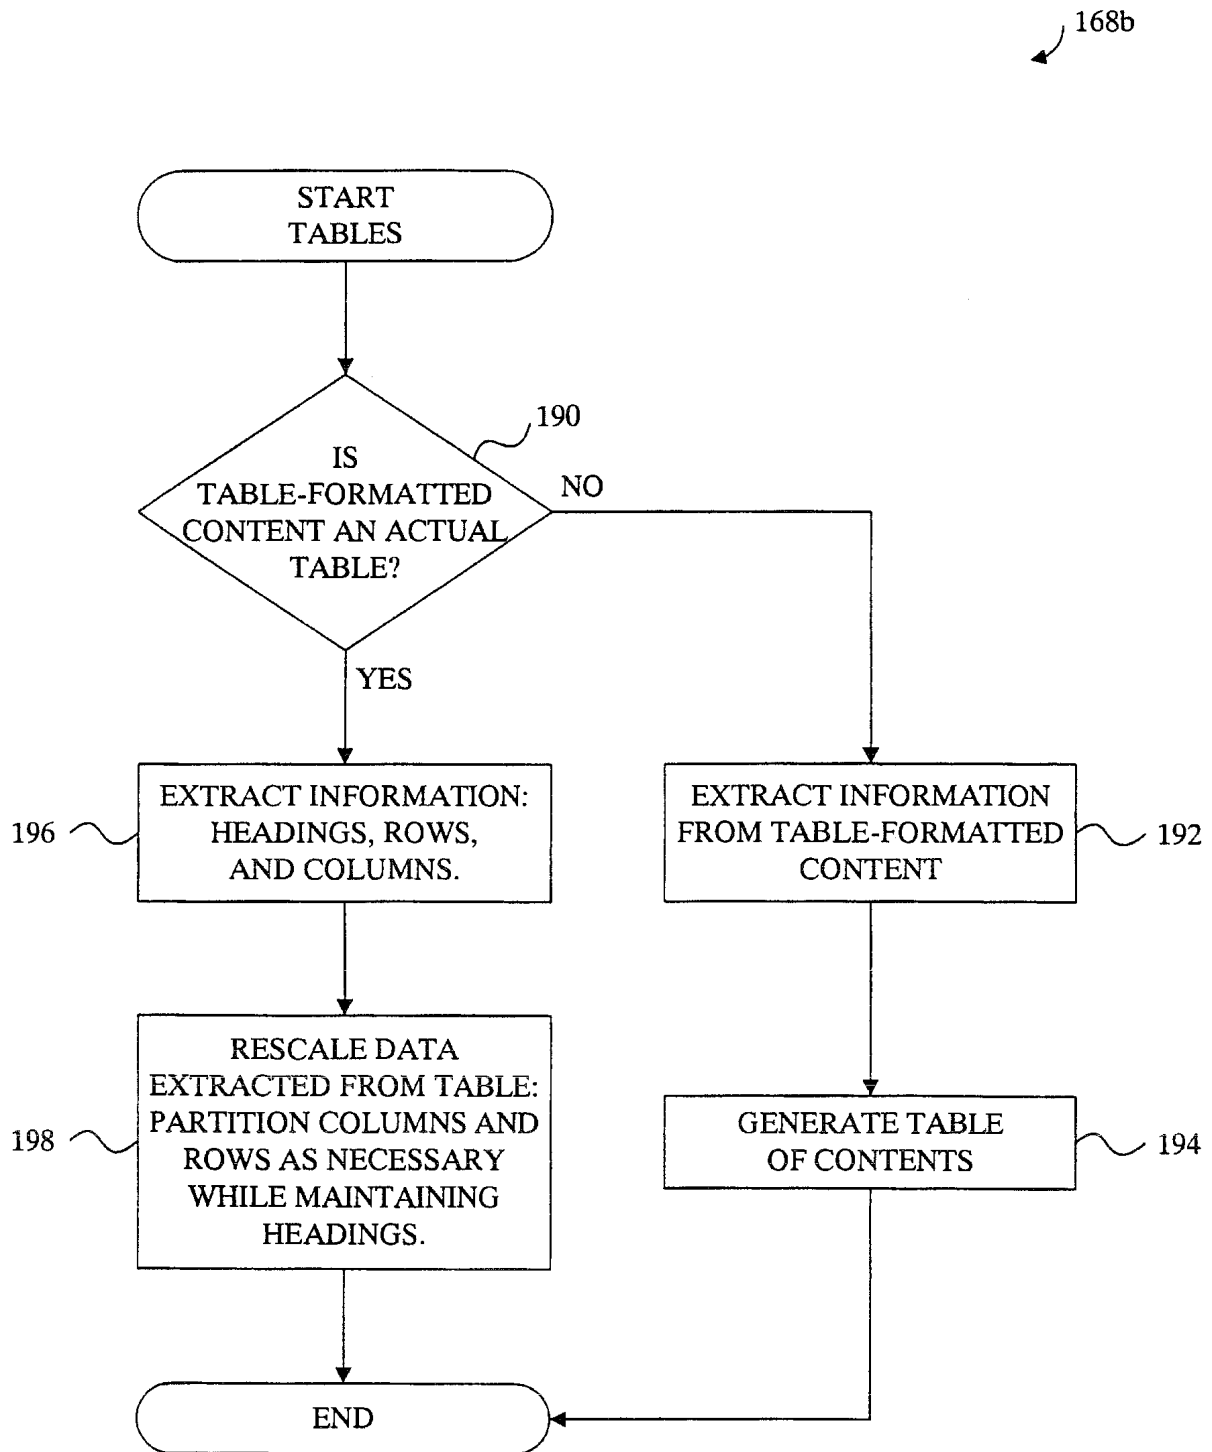 168b
START
TABLES
190
IS
TABLE-FORMATTED
CONTENT AN ACTUAL
TABLE?
NO
YES
196
EXTRACT INFORMATION:
HEADINGS, ROWS,
AND COLUMNS.
EXTRACT INFORMATION
FROM TABLE-FORMATTED
CONTENT
192
198
RESCALE DATA
EXTRACTED FROM TABLE:
PARTITION COLUMNS AND
ROWS AS NECESSARY
WHILE MAINTAINING
HEADINGS.
GENERATE TABLE
OF CONTENTS
194
END